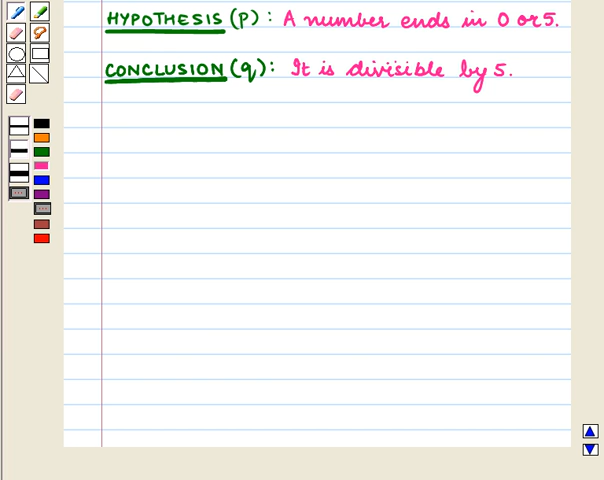 HYPOTHESIS (p): A number ends in 0 or 5.
CONCLUSION (q): It is divisible by 5.